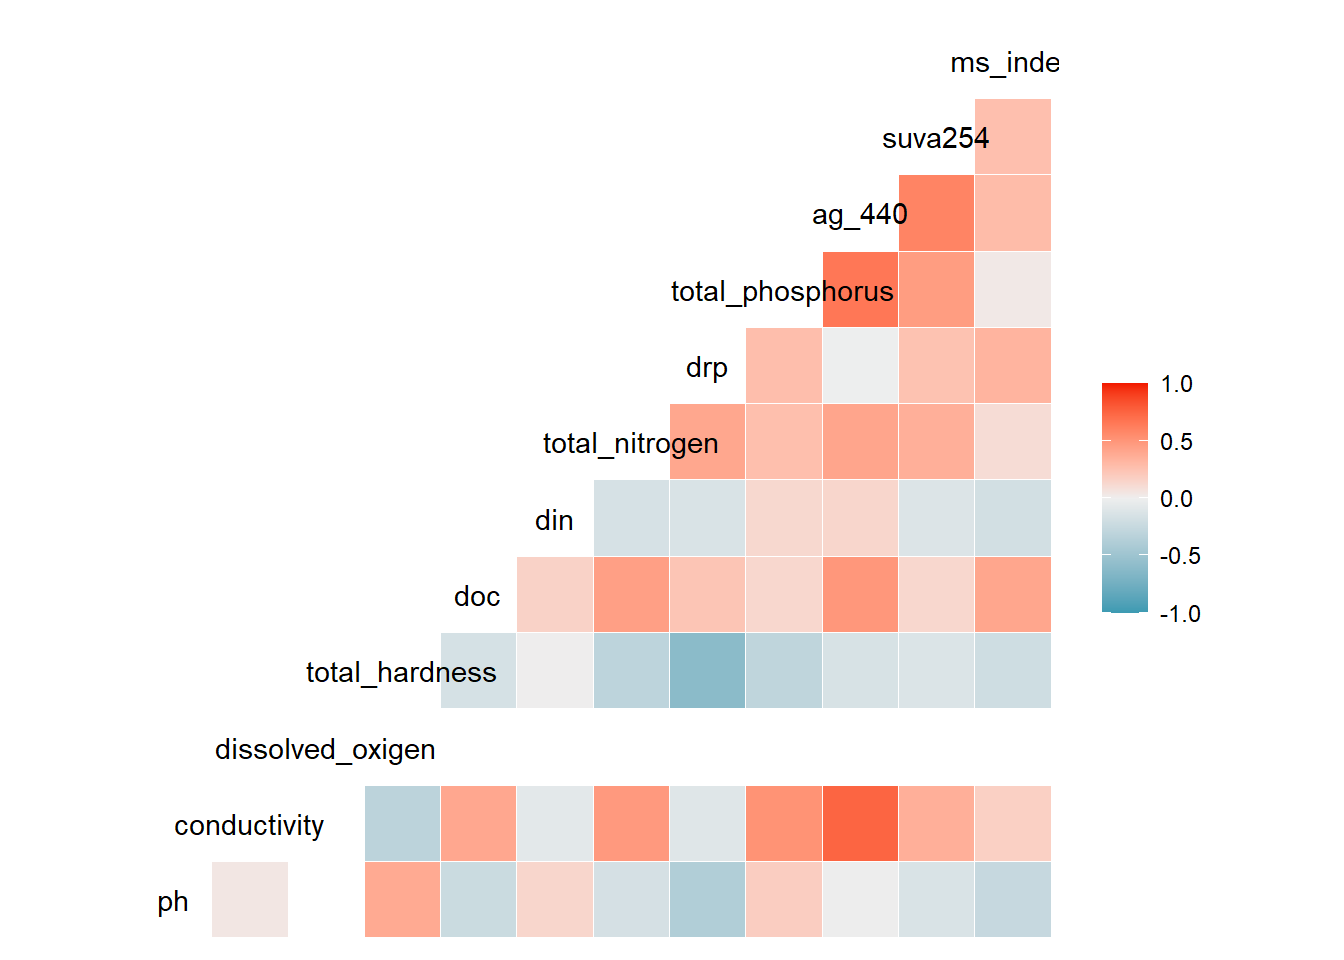 ms_inde
suva254
ag_440
total_phosphorus
drp
total_nitrogen
din
doc
total_hardness
dissolved_oxigen
conductivity
ph
1.0
0.5
0.0
-0.5
-1.0